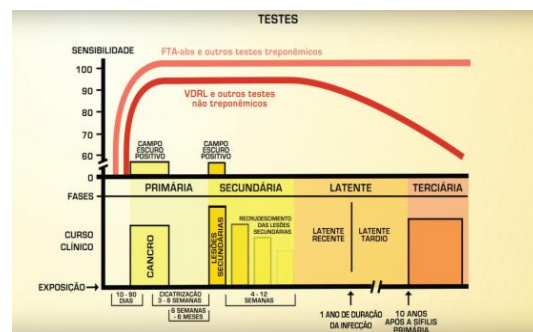 TESTES
SENSIBILIDADE
FTA-abs e outros testes treponêmicos
100
90
80
70
60
0
VDRL e outros testes
não treponêmicos
CAMPO
ESCURO
POSITIVO
CAMPO
ESCURO
POSITIVO
FASES
PRIMÁRIA
SECUNDÁRIA
LATENTE
TERCIÁRIA
CURSO
CLÍNICO
CANCRO
LESÕES
SECUNDÁRIAS
RECRUDESCIMENTO
DAS LESÕES
SECUNDÁRIAS
LATENTE
RECENTE
LATENTE
TARDIO
EXPOSIÇÃO
10 - 90
DIAS
CICATRIZAÇÃO
3 - 8 SEMANAS
6 SEMANAS
- 6 MESES
4 - 12
SEMANAS
1 ANO DE DURAÇÃO
DA INFECÇÃO
10 ANOS
APÓS A SÍFILIS
PRIMÁRIA